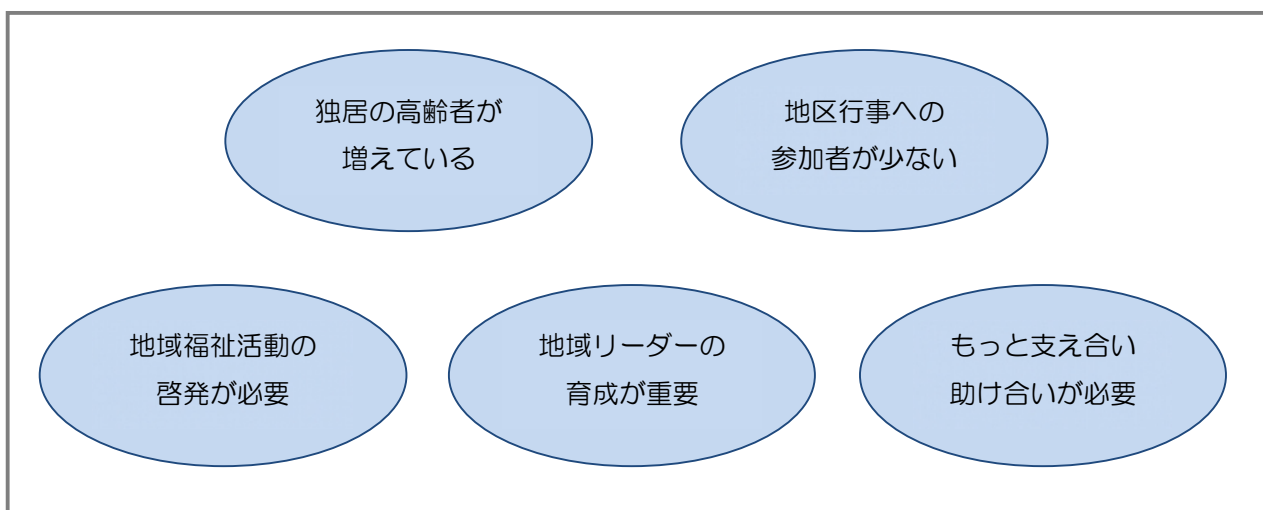 独居の高齢者が
増えている
地区行事への
参加者が少ない
地域福祉活動の
啓発が必要
地域リーダーの
育成が重要
もっと支え合い
助け合いが必要